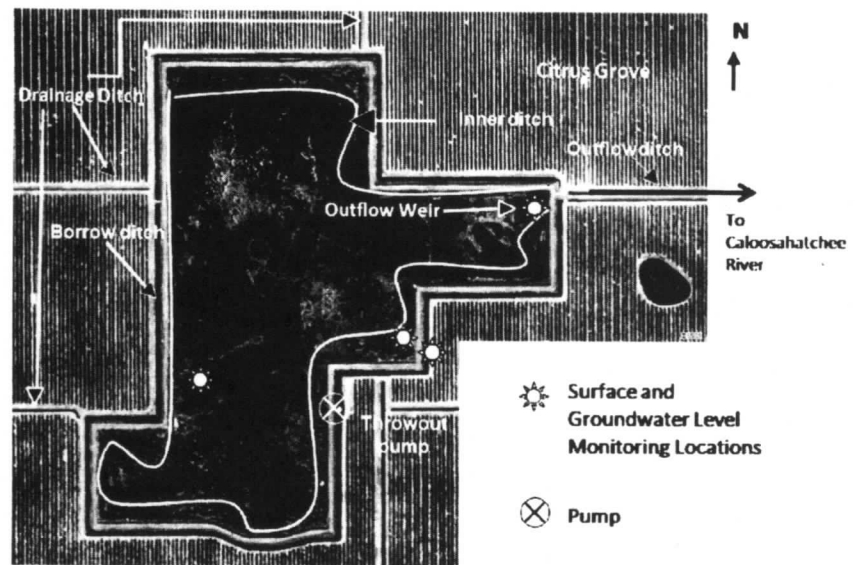 N
Citrus Grove
Drainage Ditch
Inner ditch
Outflow ditch
Outflow Weir
To
Caloosahatchee
River
Borrow ditch
Throwout
pump
Surface and
Groundwater Level
Monitoring Locations
Pump